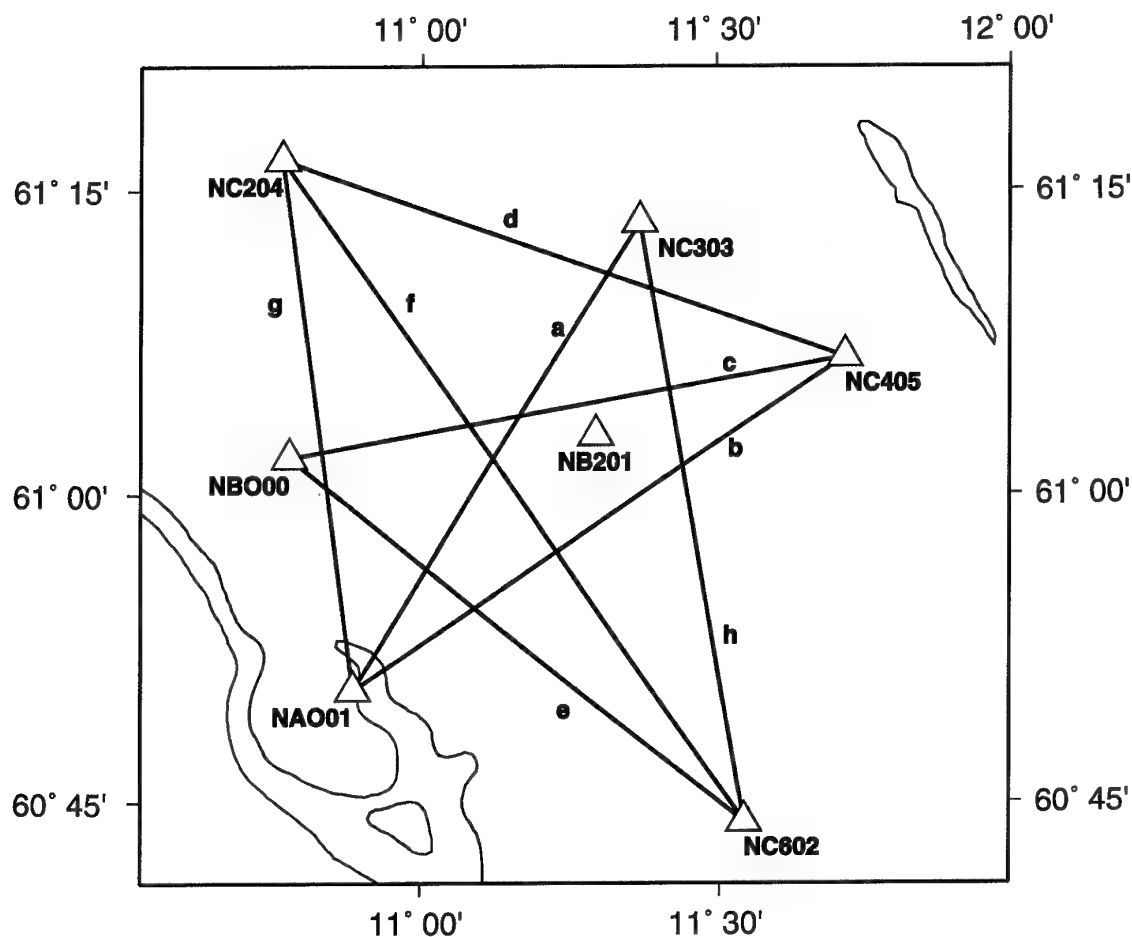 11° 00' 11° 30' 12° 00'
NC204
61° 15' 61° 15'
d
NC303
g f a
c
NC405
b
NB201
NBO00
61° 00' 61° 00'
h
e
NAO01
60° 45' 60° 45'
NC602
11° 00' 11° 30'